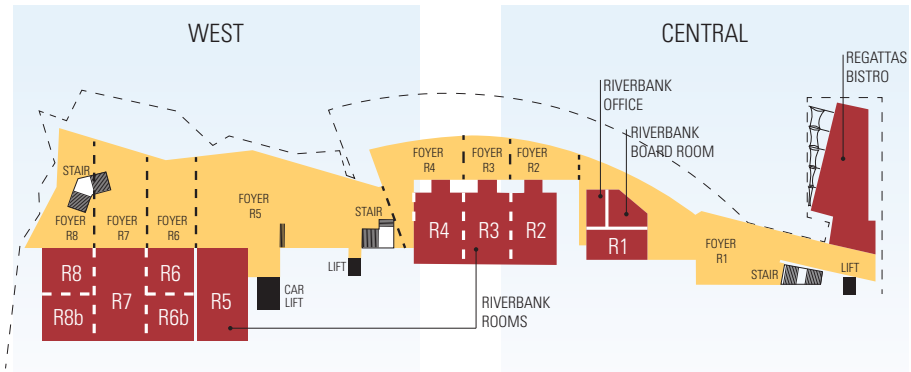 WEST
CENTRAL
REGATTAS
BISTRO
RIVERBANK
OFFICE
RIVERBANK
BOARD ROOM
FOYER
R4
FOYER
R3
FOYER
R2
STAIR
FOYER
R8
FOYER
R7
FOYER
R6
FOYER
R5
STAIR
R4
R3
R2
R1
FOYER
R1
STAIR
LIFT
LIFT
CAR
LIFT
R8
R7
R6
R5
R8b
R6b
RIVERBANK
ROOMS